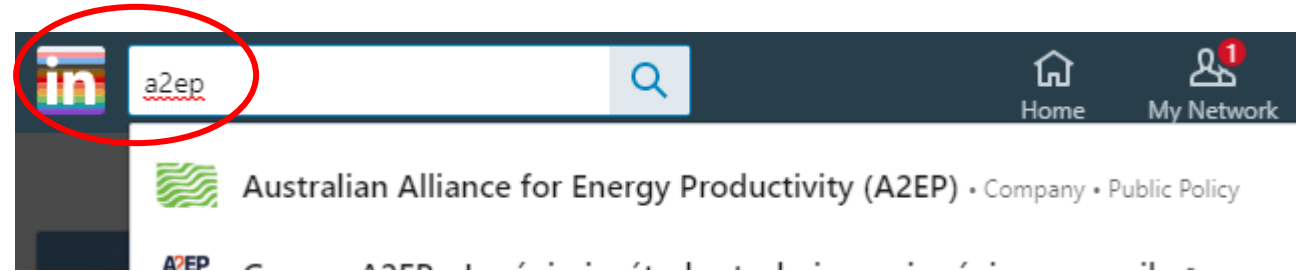 in a2ep
1
Home My Network
Australian Alliance for Energy Productivity (A2EP) • Company • Public Policy
A2EP